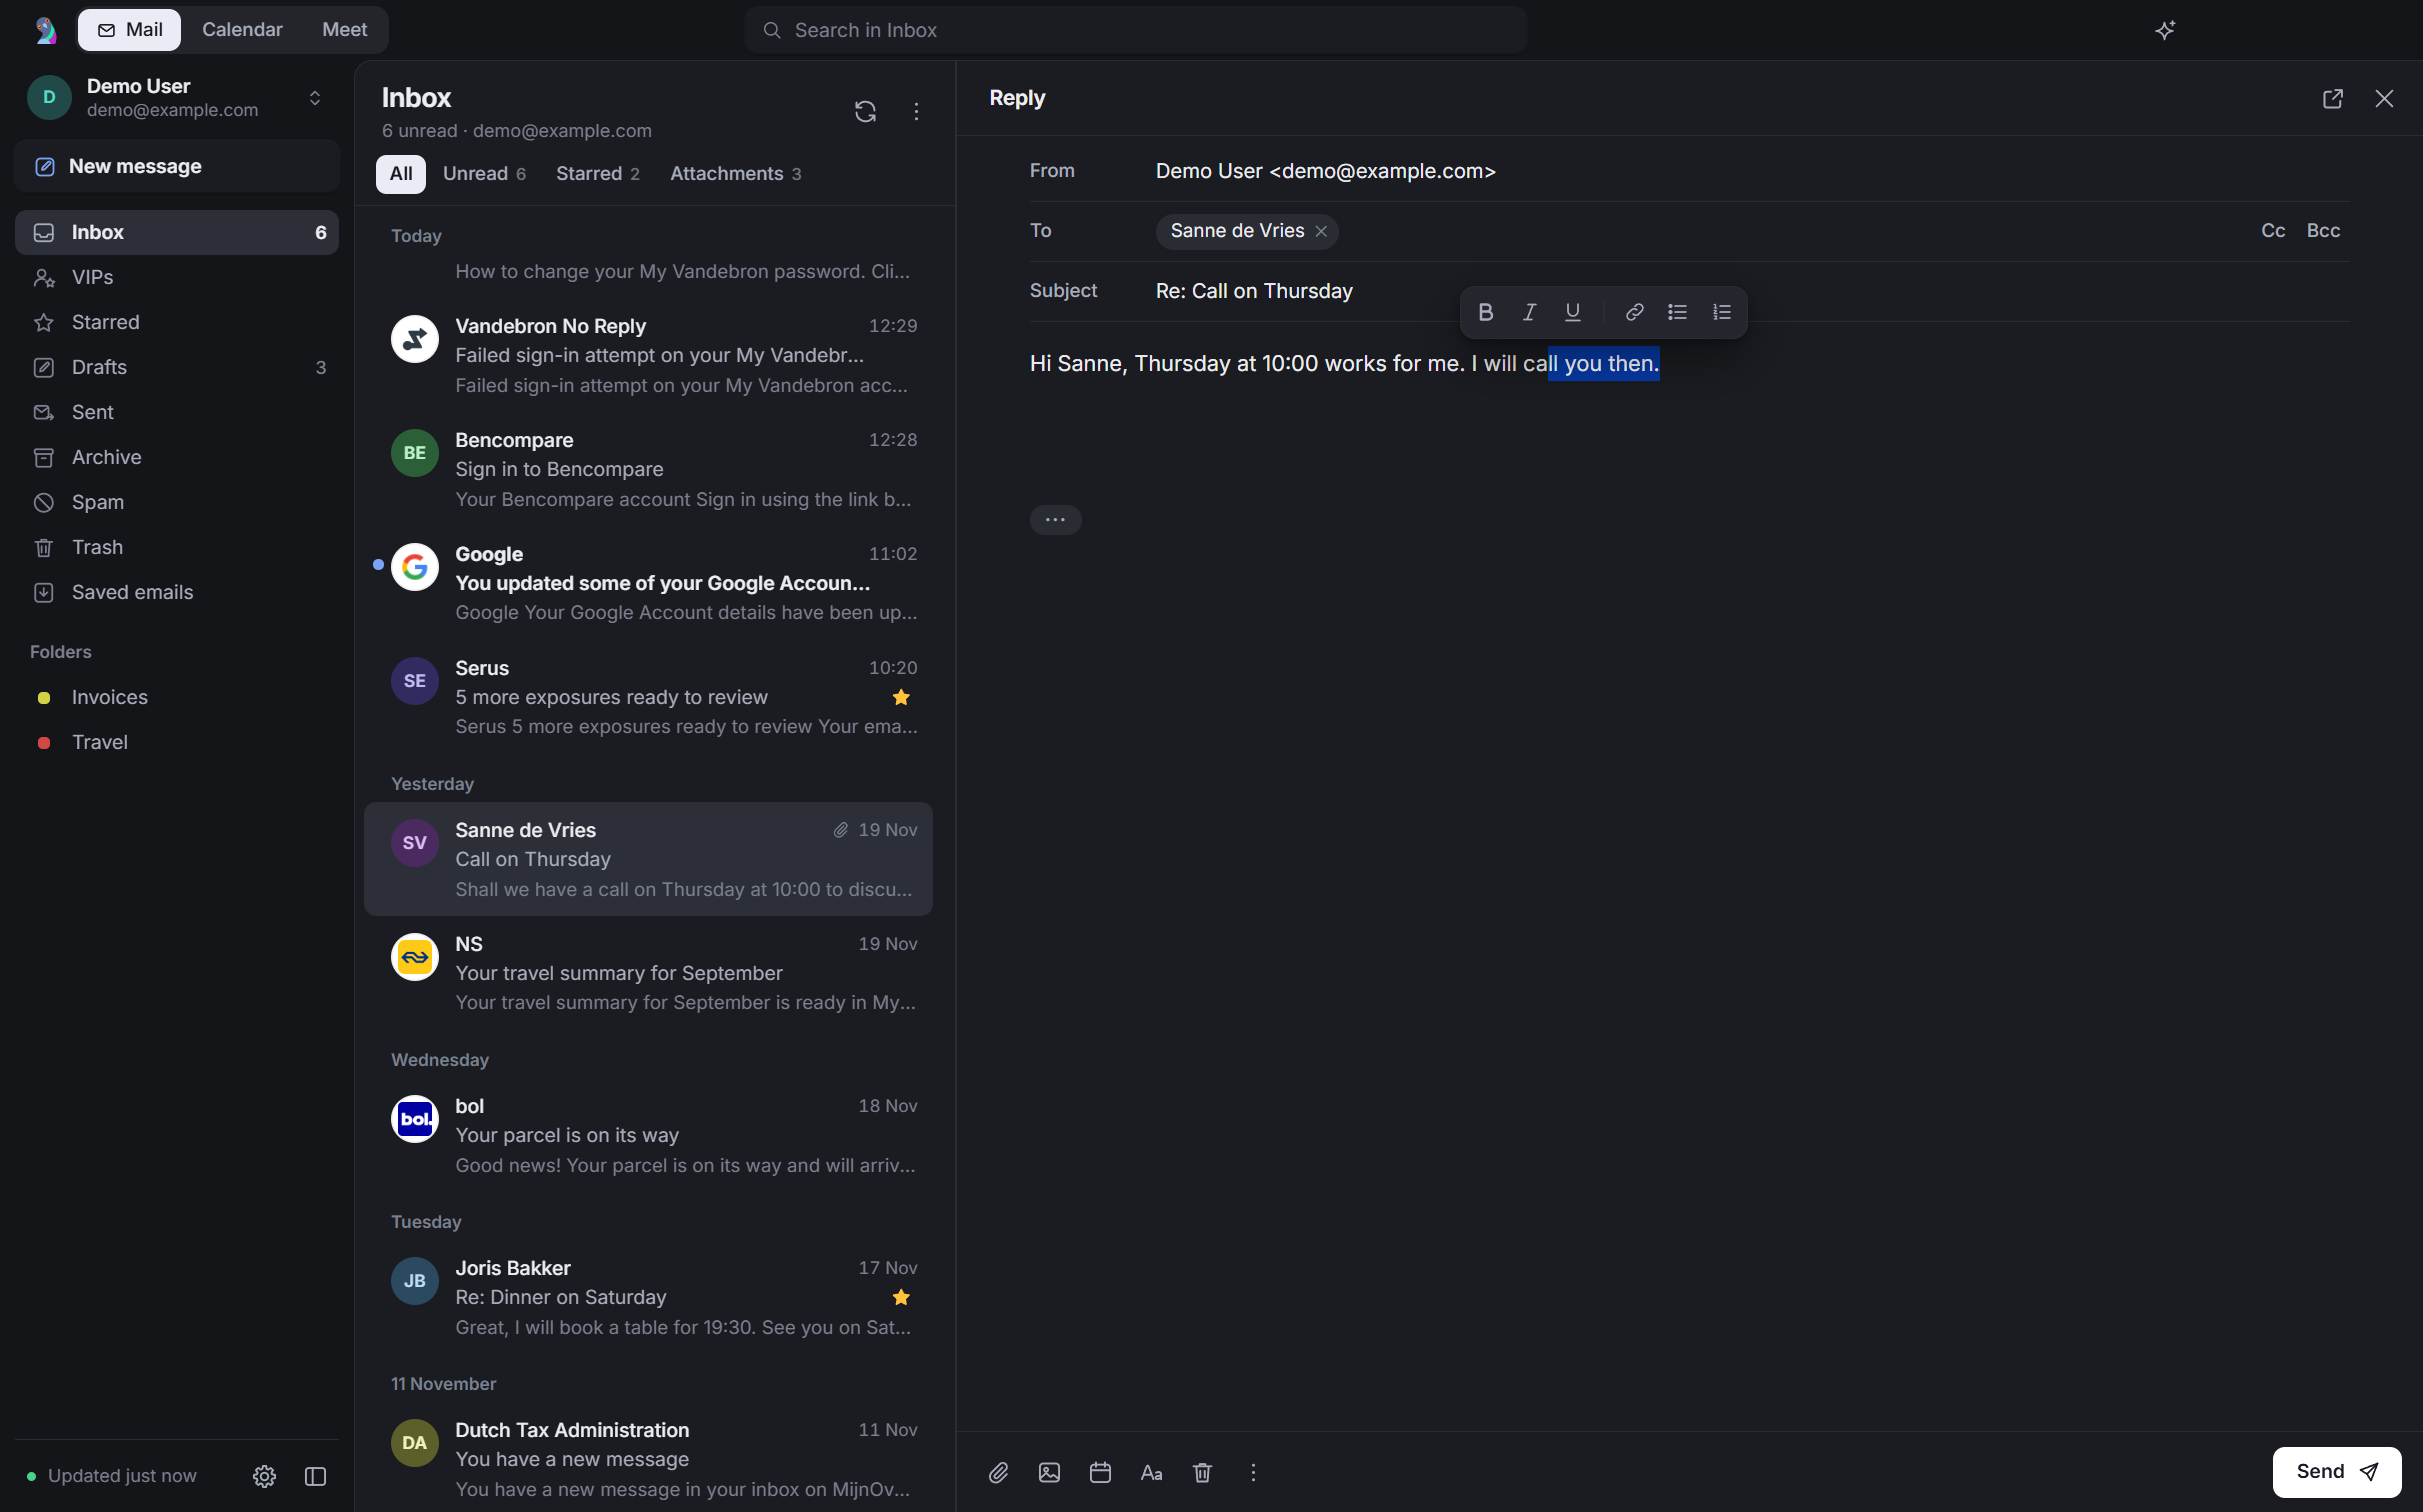 Mail
Calendar
Meet
Search in Inbox
D
Demo User
demo@example.com
New message
Inbox 6
VIPs
Starred
Drafts 3
Sent
Archive
Spam
Trash
Saved emails
Folders
Invoices
Travel
Updated just now
Inbox
6 unread · demo@example.com
All
Unread 6
Starred 2
Attachments 3
Today
How to change your My Vandebron password. Cli...
Vandebron No Reply 12:29
Failed sign-in attempt on your My Vandebr...
Failed sign-in attempt on your My Vandebron acc...
BE
Bencompare 12:28
Sign in to Bencompare
Your Bencompare account Sign in using the link b...
Google 11:02
You updated some of your Google Accoun...
Google Your Google Account details have been up...
SE
Serus 10:20
5 more exposures ready to review
Serus 5 more exposures ready to review Your ema...
Yesterday
SV
Sanne de Vries 19 Nov
Call on Thursday
Shall we have a call on Thursday at 10:00 to discu...
NS 19 Nov
Your travel summary for September
Your travel summary for September is ready in My...
Wednesday
bol.
bol 18 Nov
Your parcel is on its way
Good news! Your parcel is on its way and will arriv...
Tuesday
JB
Joris Bakker 17 Nov
Re: Dinner on Saturday
Great, I will book a table for 19:30. See you on Sat...
11 November
DA
Dutch Tax Administration 11 Nov
You have a new message
You have a new message in your inbox on MijnOv...
Reply
From Demo User <demo@example.com>
To Sanne de Vries Cc Bcc
Subject Re: Call on Thursday
B I U
Hi Sanne, Thursday at 10:00 works for me. I will call you then.
Aa
Send